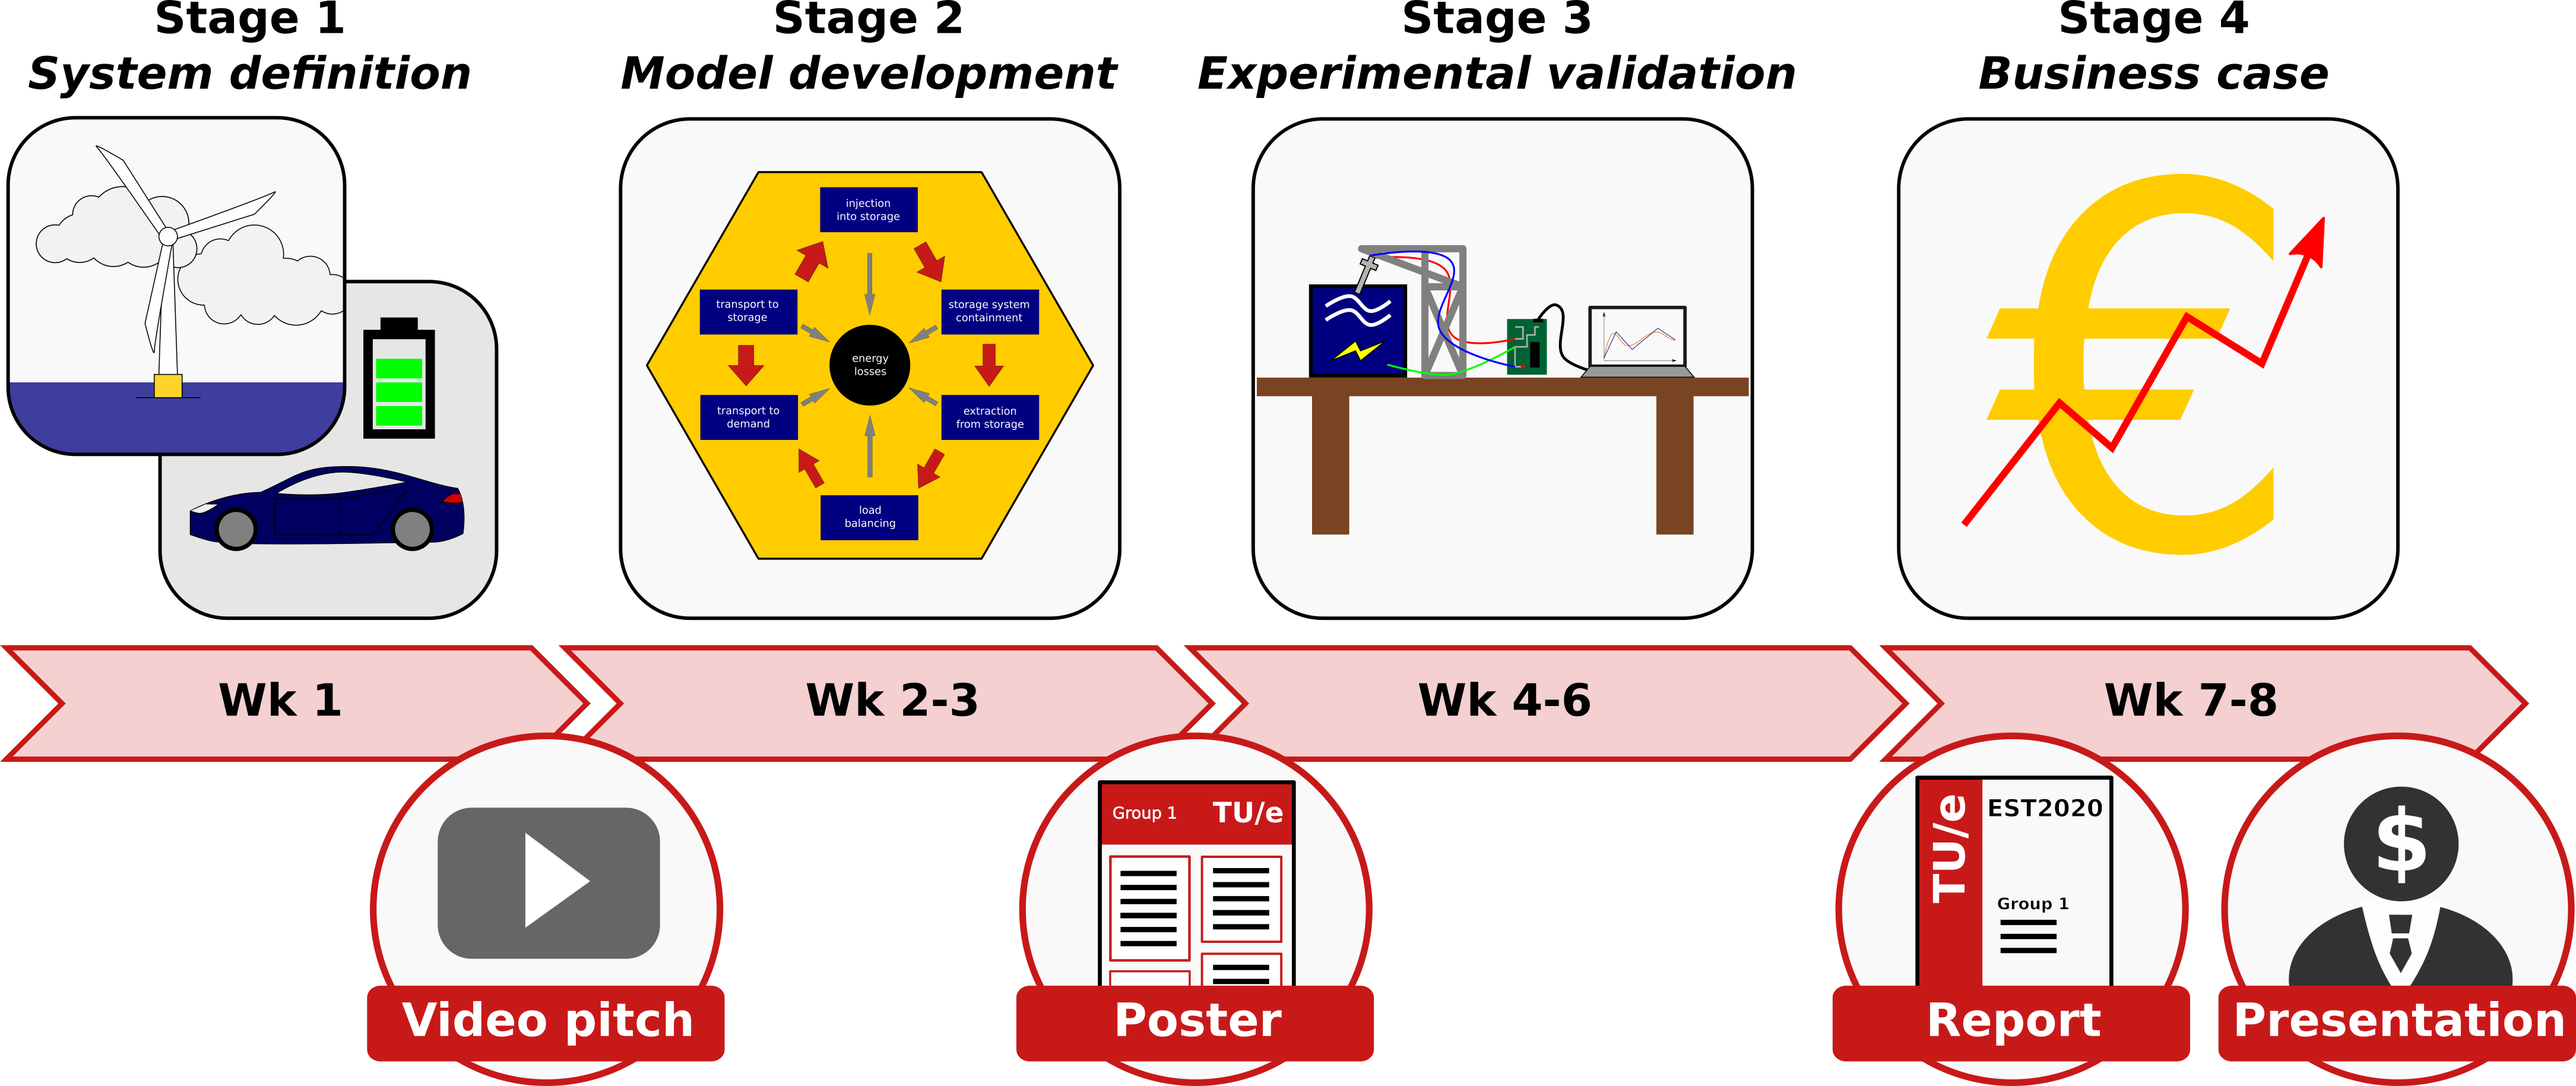 Stage 1
System definition
Stage 2
Model development
Stage 3
Experimental validation
Stage 4
Business case
injection
into storage
transport to
storage
storage system
containment
energy
losses
transport to
demand
extraction
from storage
load
balancing
Wk 1
Wk 2-3
Wk 4-6
Wk 7-8
Video pitch
Group 1
TU/e
Poster
TU/e
EST2020
Group 1
Report
$
Presentation